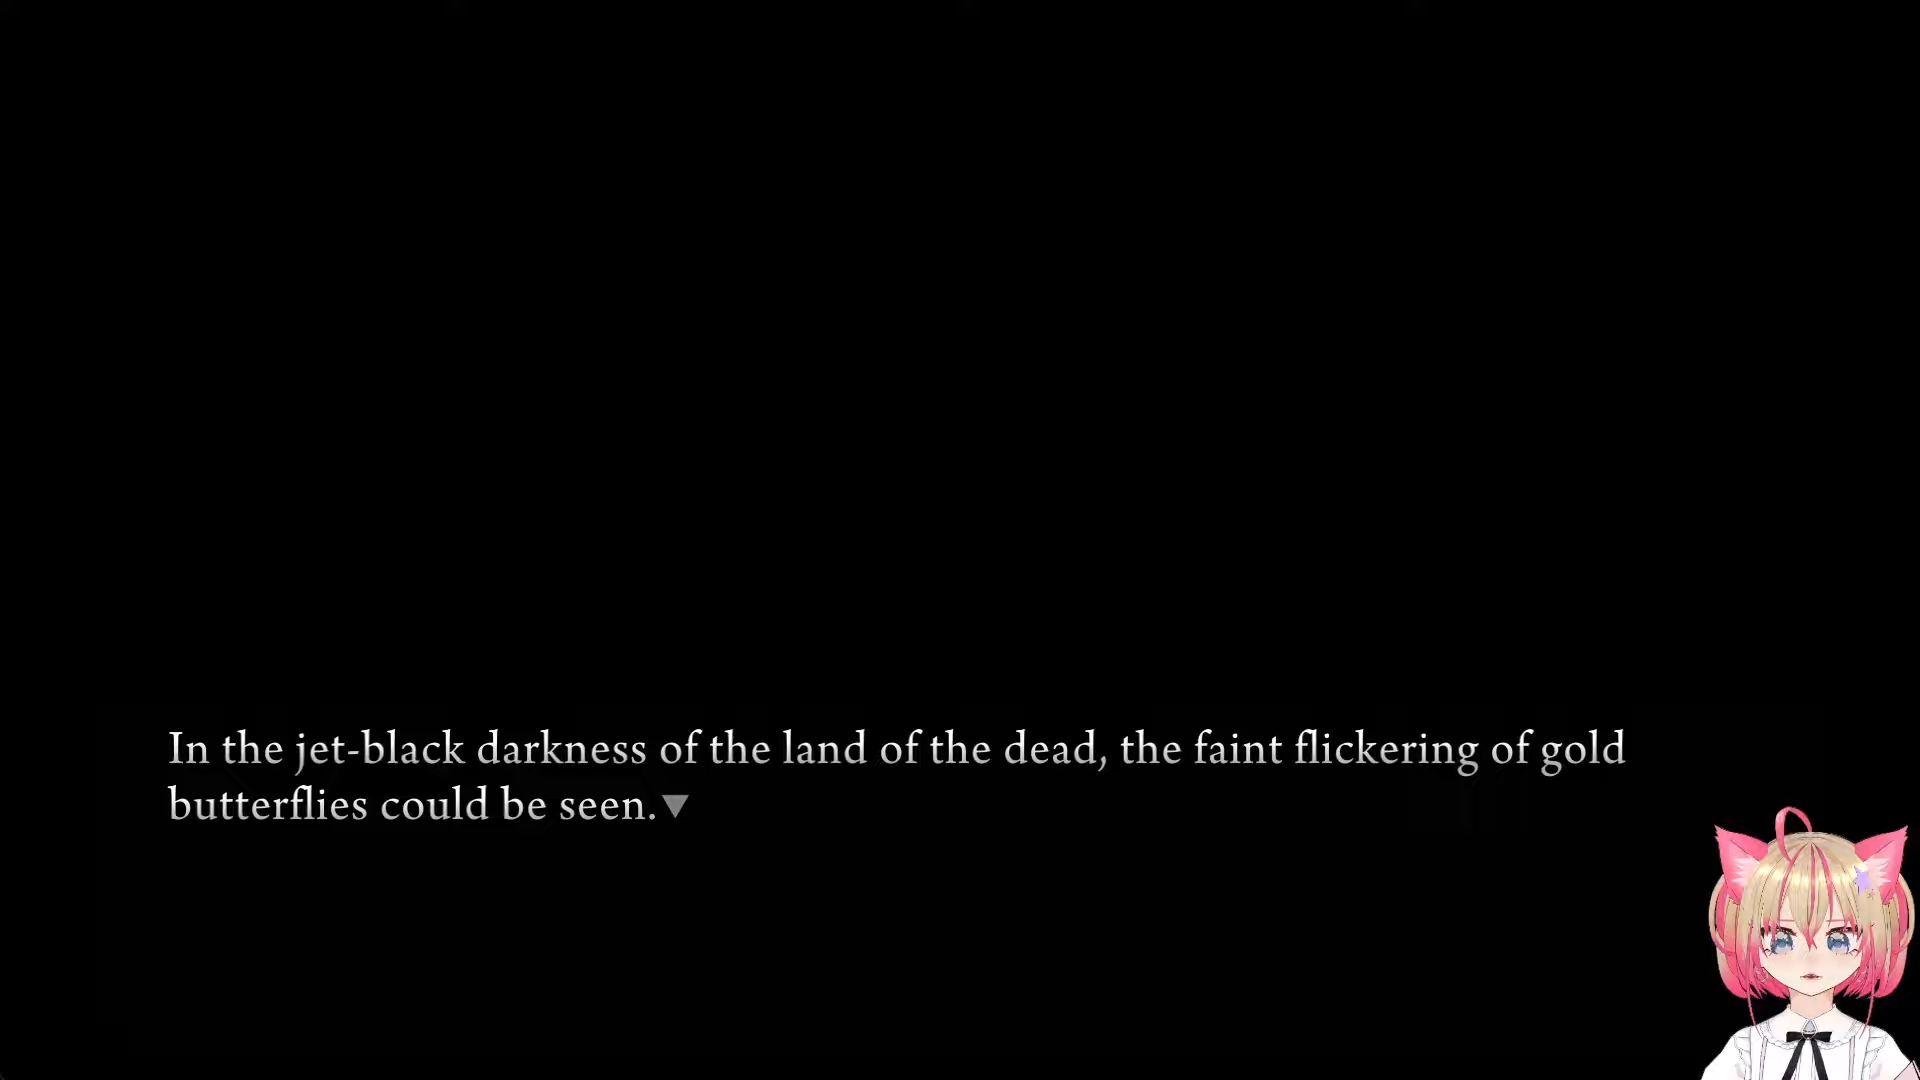 In the jet-black darkness of the land of the dead, the faint flickering of gold
butterflies could be seen.